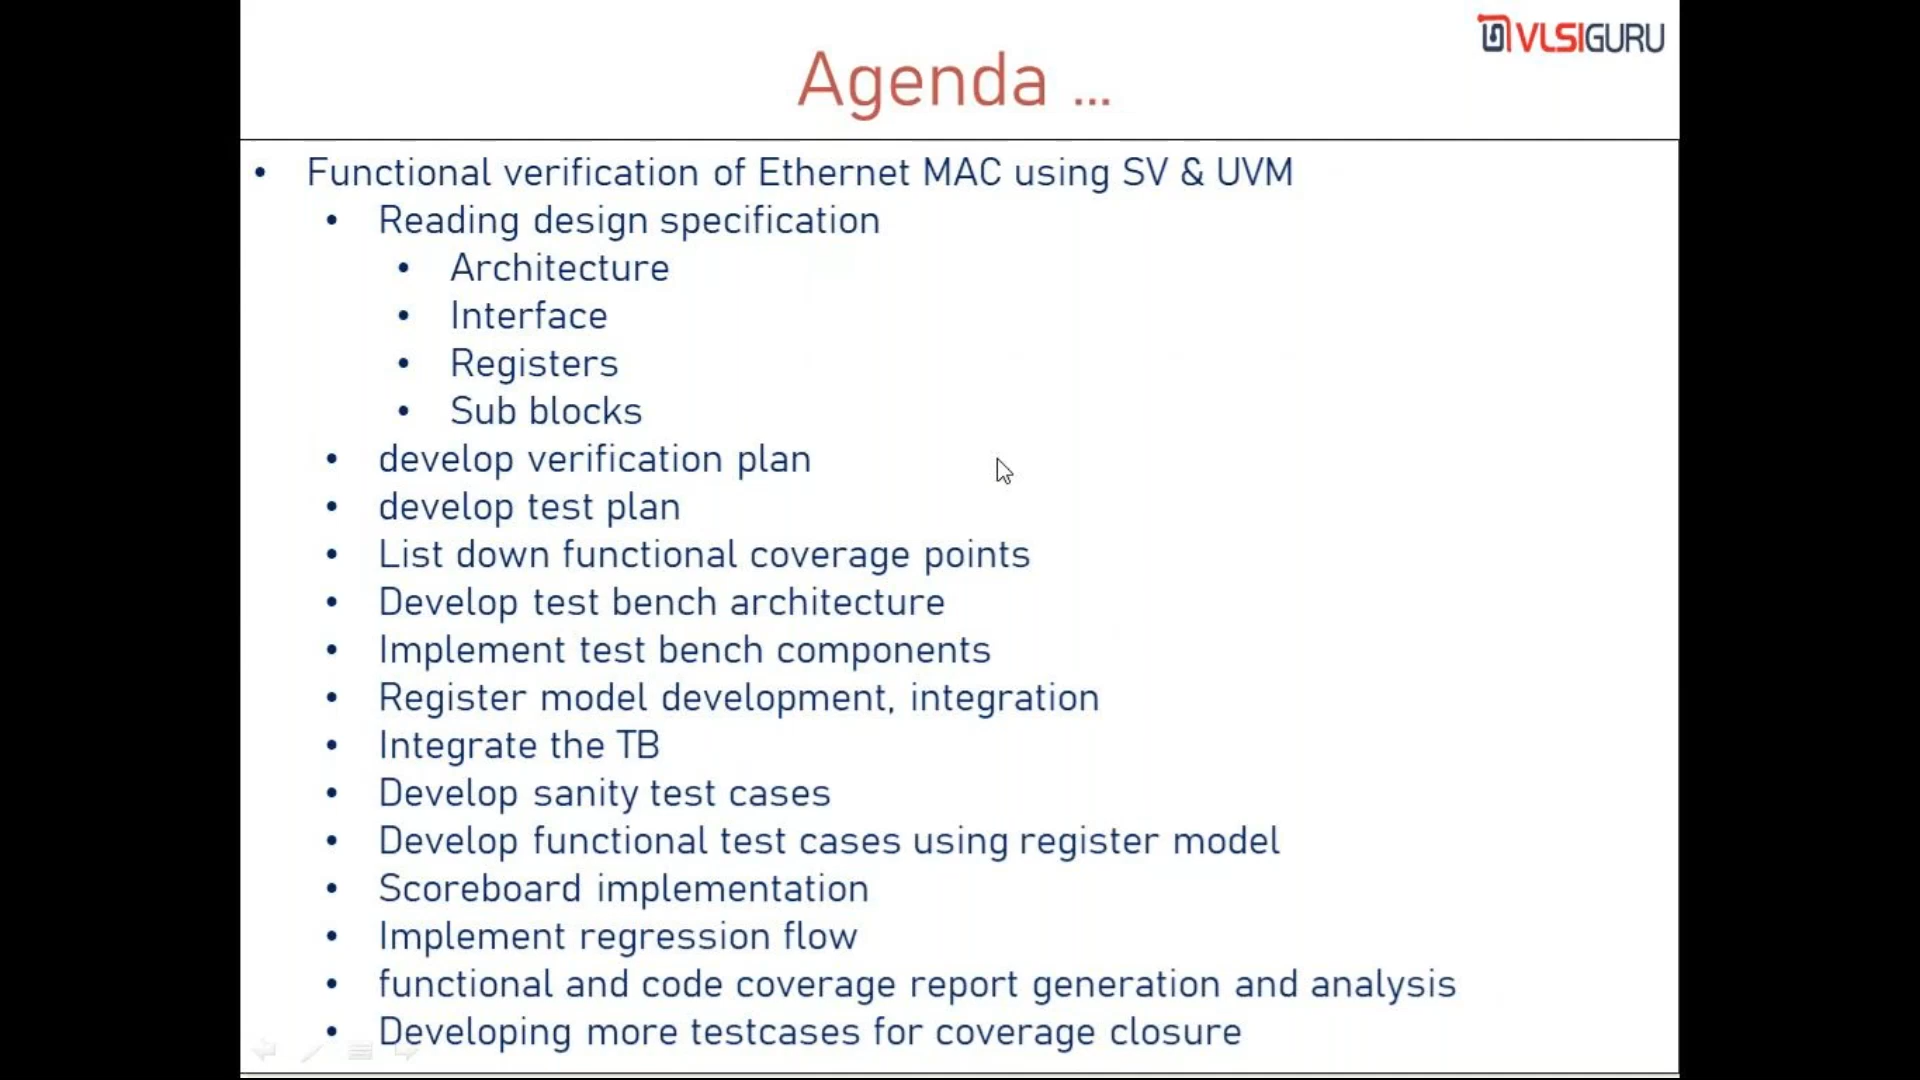 VLSIGURU
Agenda ...
• Functional verification of Ethernet MAC using SV & UVM
• Reading design specification
• Architecture
• Interface
• Registers
• Sub blocks
• develop verification plan
• develop test plan
• List down functional coverage points
• Develop test bench architecture
• Implement test bench components
• Register model development, integration
• Integrate the TB
• Develop sanity test cases
• Develop functional test cases using register model
• Scoreboard implementation
• Implement regression flow
• functional and code coverage report generation and analysis
• Developing more testcases for coverage closure